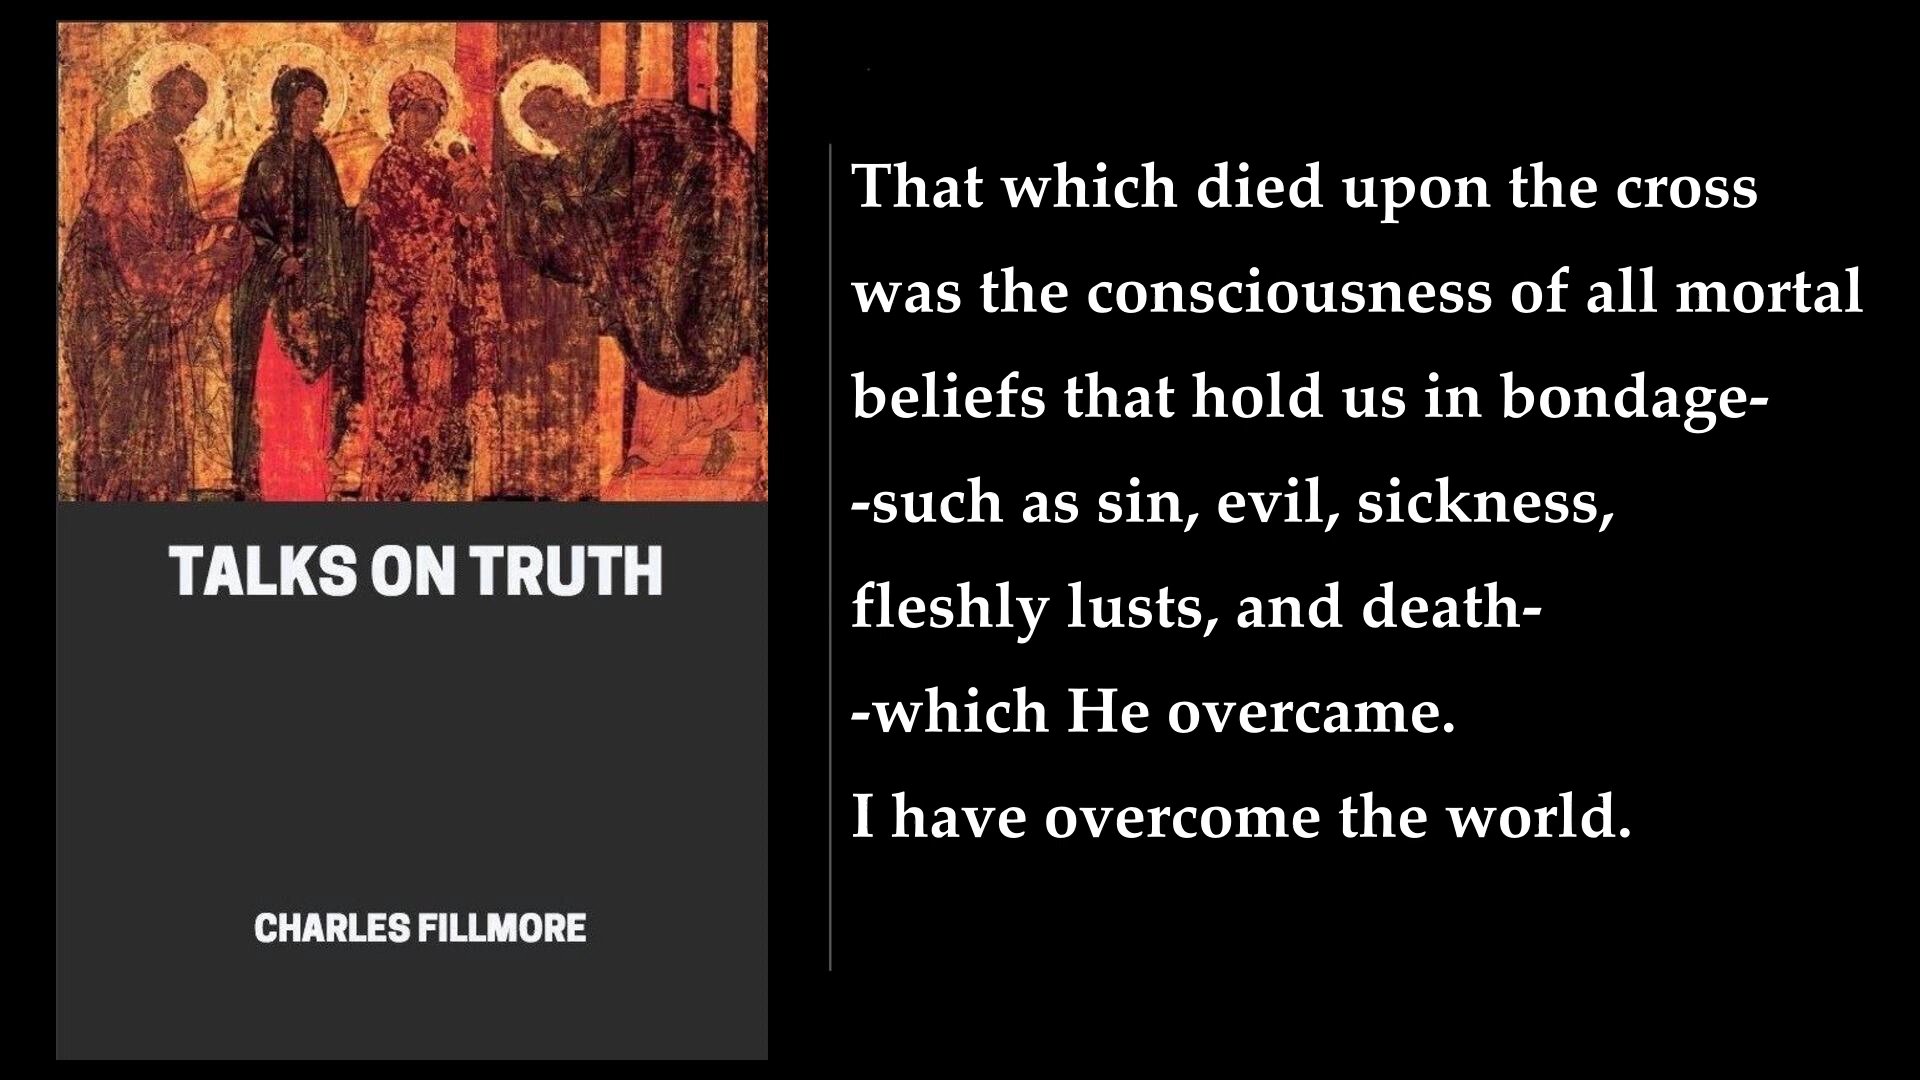 TALKS ON TRUTH
CHARLES FILLMORE
That which died upon the cross
was the consciousness of all mortal
beliefs that hold us in bondage-
-such as sin, evil, sickness,
fleshly lusts, and death-
-which He overcame.
I have overcome the world.